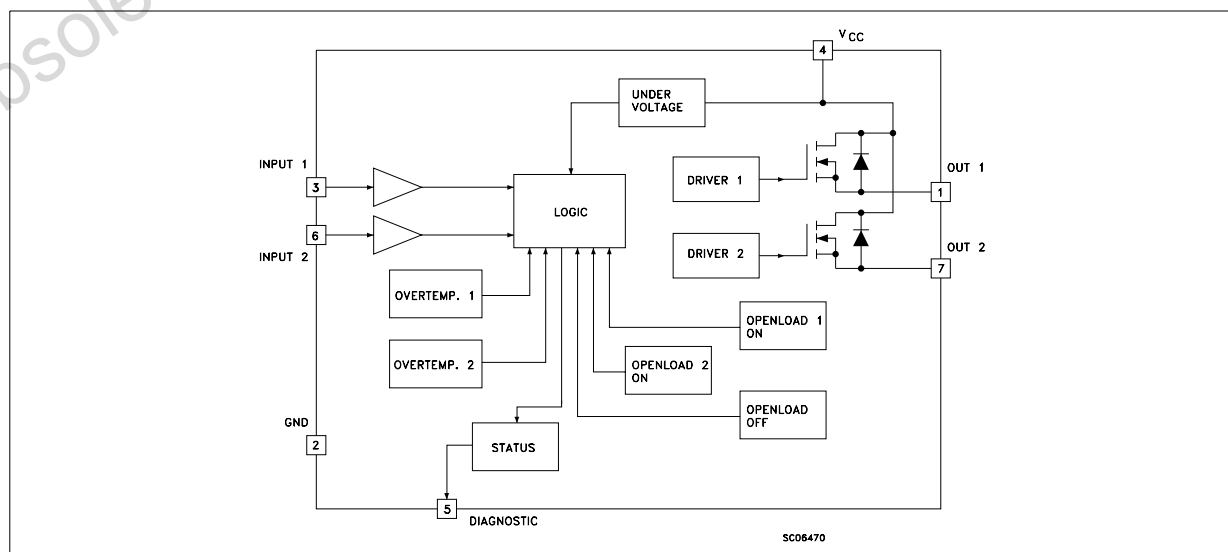 VCC
4
UNDER
VOLTAGE
INPUT 1
3
6
INPUT 2
LOGIC
DRIVER 1
DRIVER 2
OUT 1
1
OUT 2
7
OVERTEMP. 1
OVERTEMP. 2
OPENLOAD 1
ON
OPENLOAD 2
ON
OPENLOAD
OFF
GND
2
STATUS
5
DIAGNOSTIC
SC06470